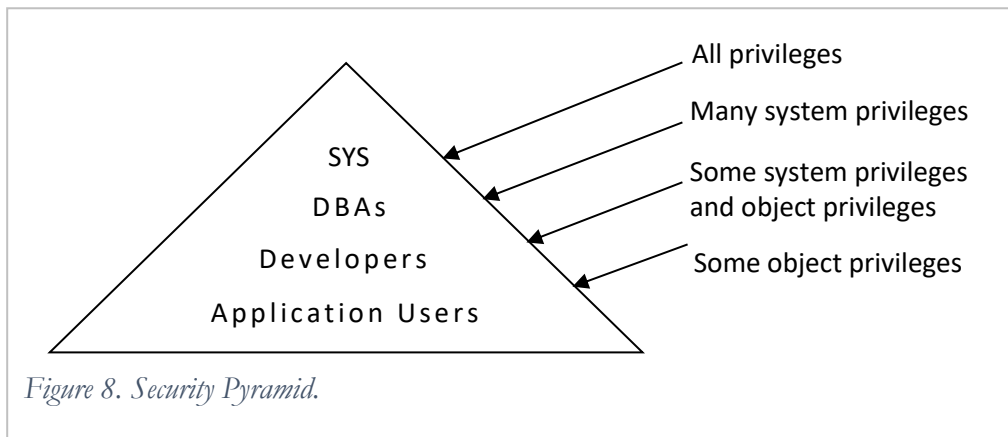 All privileges
Many system privileges
SYS
Some system privileges
and object privileges
DBAs
Developers
Some object privileges
Application Users
Figure 8. Security Pyramid.